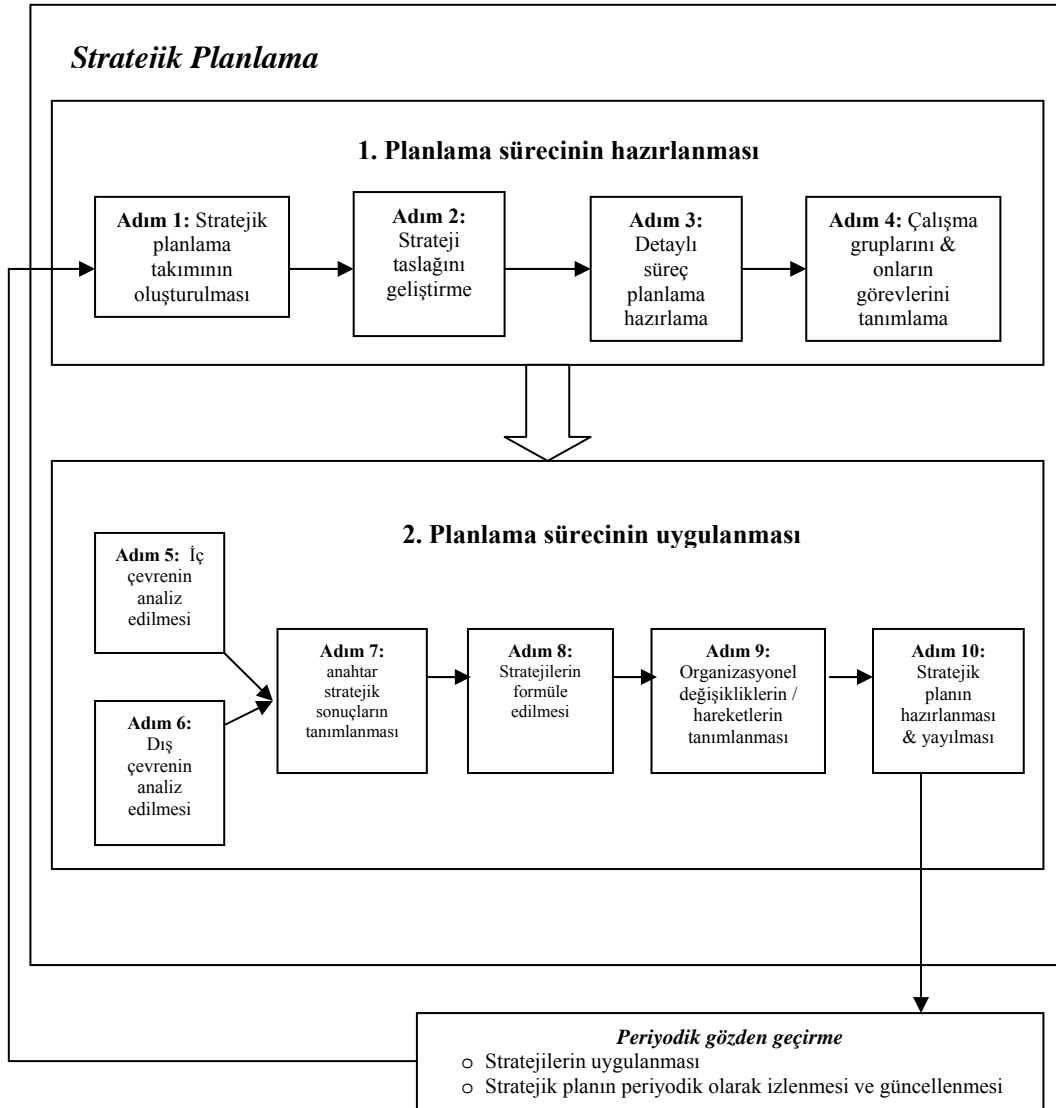 Stratejik Planlama
1. Planlama sürecinin hazırlanması
Adım 1: Stratejik
planlama
takımının
oluşturulması
Adım 2:
Strateji
taslağını
geliştirme
Adım 3:
Detaylı
süreç
planlama
hazırlama
Adım 4: Çalışma
gruplarını &
onların
görevlerini
tanımlama
2. Planlama sürecinin uygulanması
Adım 5: İç
çevrenin
analiz
edilmesi
Adım 6:
Dış
çevrenin
analiz
edilmesi
Adım 7:
anahtar
stratejik
sonuçların
tanımlanması
Adım 8:
Stratejilerin
formüle
edilmesi
Adım 9:
Organizasyonel
değişikliklerin /
hareketlerin
tanımlanması
Adım 10:
Stratejik
planın
hazırlanması
& yayılması
Periyodik gözden geçirme
o Stratejilerin uygulanması
o Stratejik planın periyodik olarak izlenmesi ve güncellenmesi